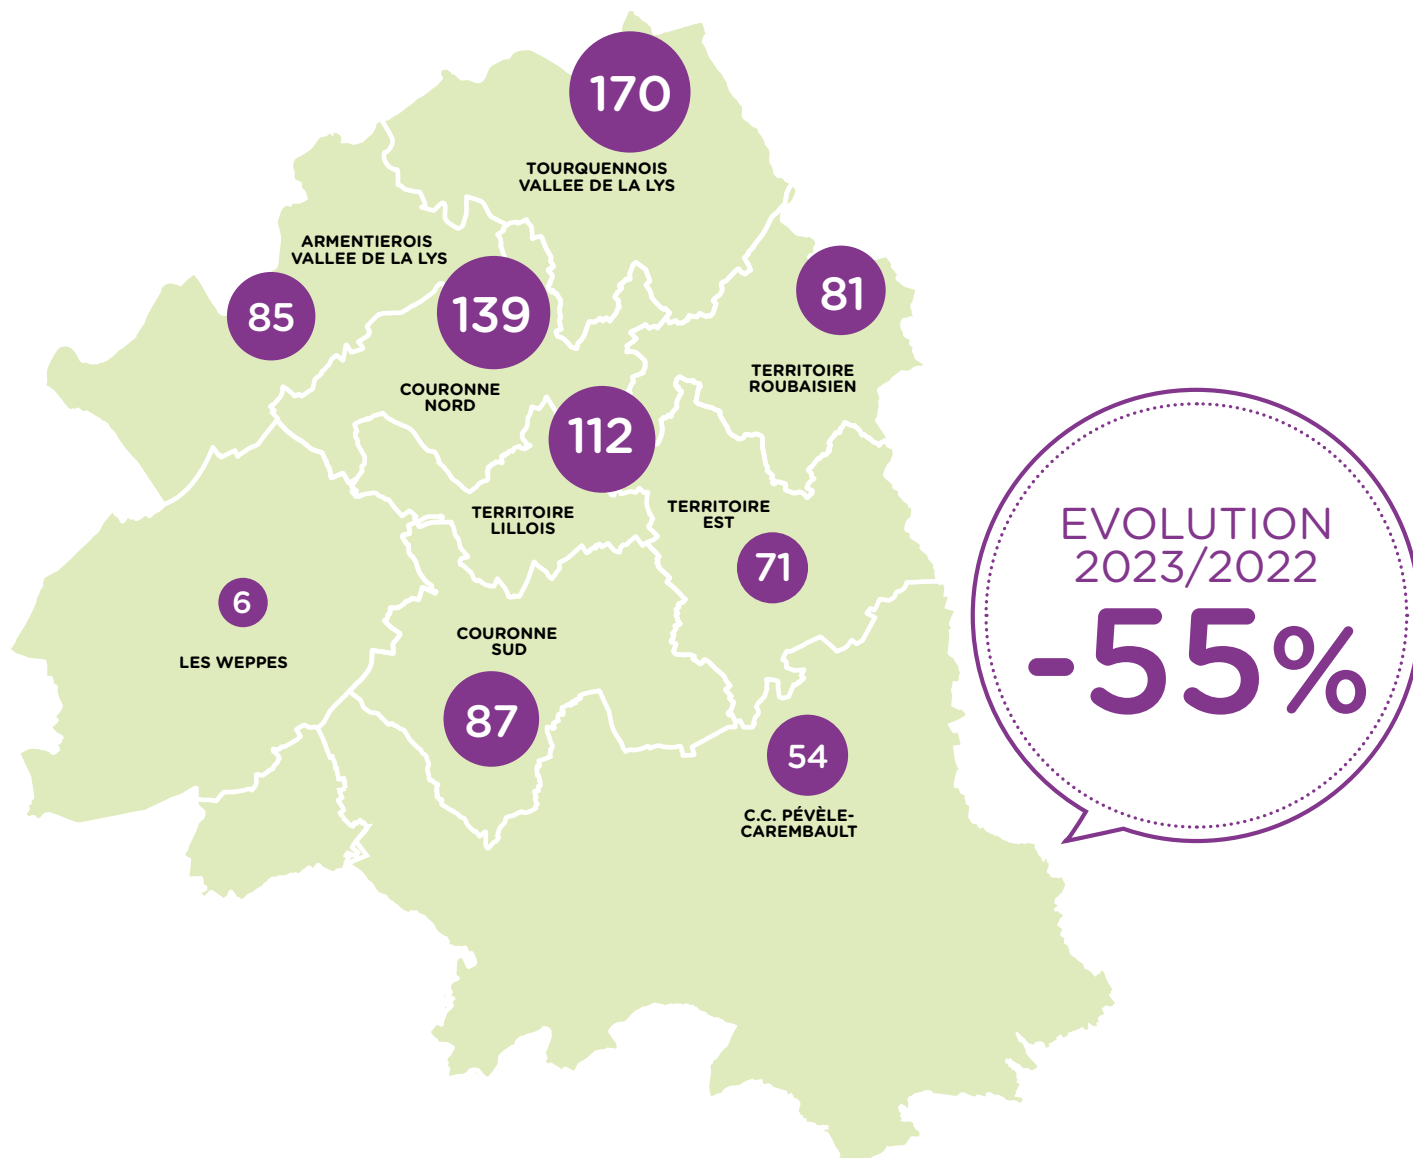 170
TOURQUENNOIS
VALLEE DE LA LYS
ARMENTIEROIS
VALLEE DE LA LYS
85
139
COURONNE
NORD
81
TERRITOIRE
ROUBAISIEN
112
TERRITOIRE
LILLOIS
TERRITOIRE
EST
71
6
LES WEPPES
COURONNE
SUD
87
54
C.C. PÉVÈLE-
CAREMBAULT
EVOLUTION
2023/2022
-55%